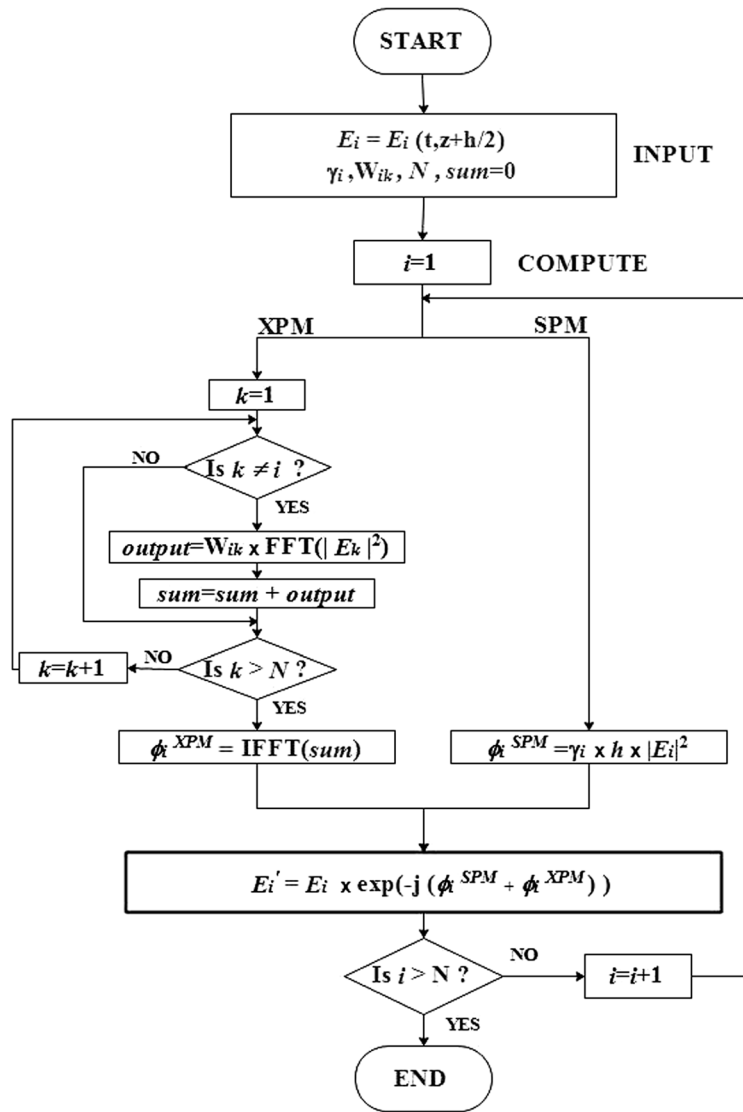 START
Eᵢ = Eᵢ (t,z+h/2)
γᵢ ,Wᵢₖ, N , sum=0
INPUT
i=1
COMPUTE
XPM
SPM
k=1
NO
Is k ≠ i ?
YES
output=Wᵢₖ x FFT(| Eₖ |²)
sum=sum + output
k=k+1
NO
Is k > N ?
YES
ϕᵢ ˣᴾᴹ = IFFT(sum)
ϕᵢ ˢᴾᴹ =γᵢ x h x |Eᵢ|²
Eᵢ' = Eᵢ x exp(-j (ϕᵢ ˢᴾᴹ + ϕᵢ ˣᴾᴹ) )
Is i > N ?
NO
i=i+1
YES
END